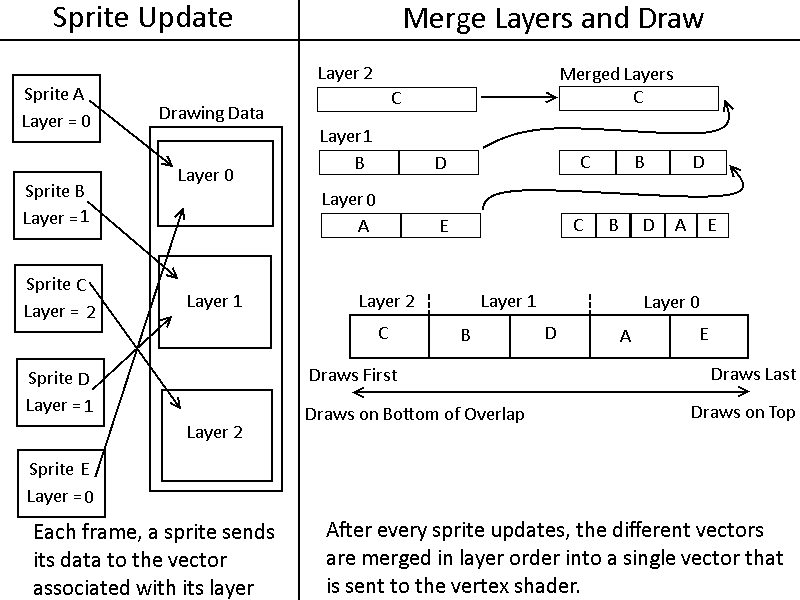 Sprite Update
Sprite A
Layer = 0
Sprite B
Layer = 1
Sprite C
Layer = 2
Sprite D
Layer = 1
Sprite E
Layer = 0
Drawing Data
Layer 0
Layer 1
Layer 2
Each frame, a sprite sends
its data to the vector
associated with its layer
Merge Layers and Draw
Layer 2
C
Merged Layers
C
Layer1
B D
C B D
Layer 0
A E
C B D A E
Layer 2 Layer 1 Layer 0
C B D A E
Draws First Draws Last
Draws on Bottom of Overlap Draws on Top
After every sprite updates, the different vectors
are merged in layer order into a single vector that
is sent to the vertex shader.